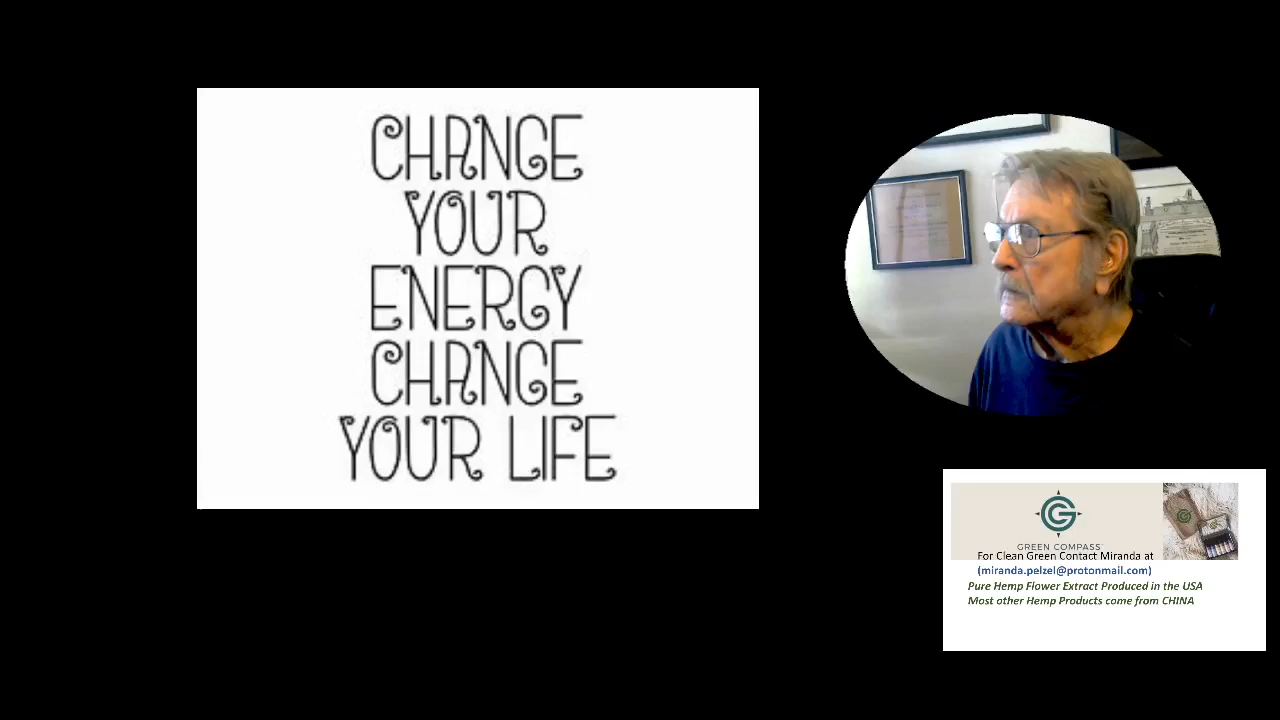 CHANGE
YOUR
ENERGY
CHANGE
YOUR LIFE
GREEN COMPASS
For Clean Green Contact Miranda at
(miranda.pelzel@protonmail.com)
Pure Hemp Flower Extract Produced in the USA
Most other Hemp Products come from CHINA